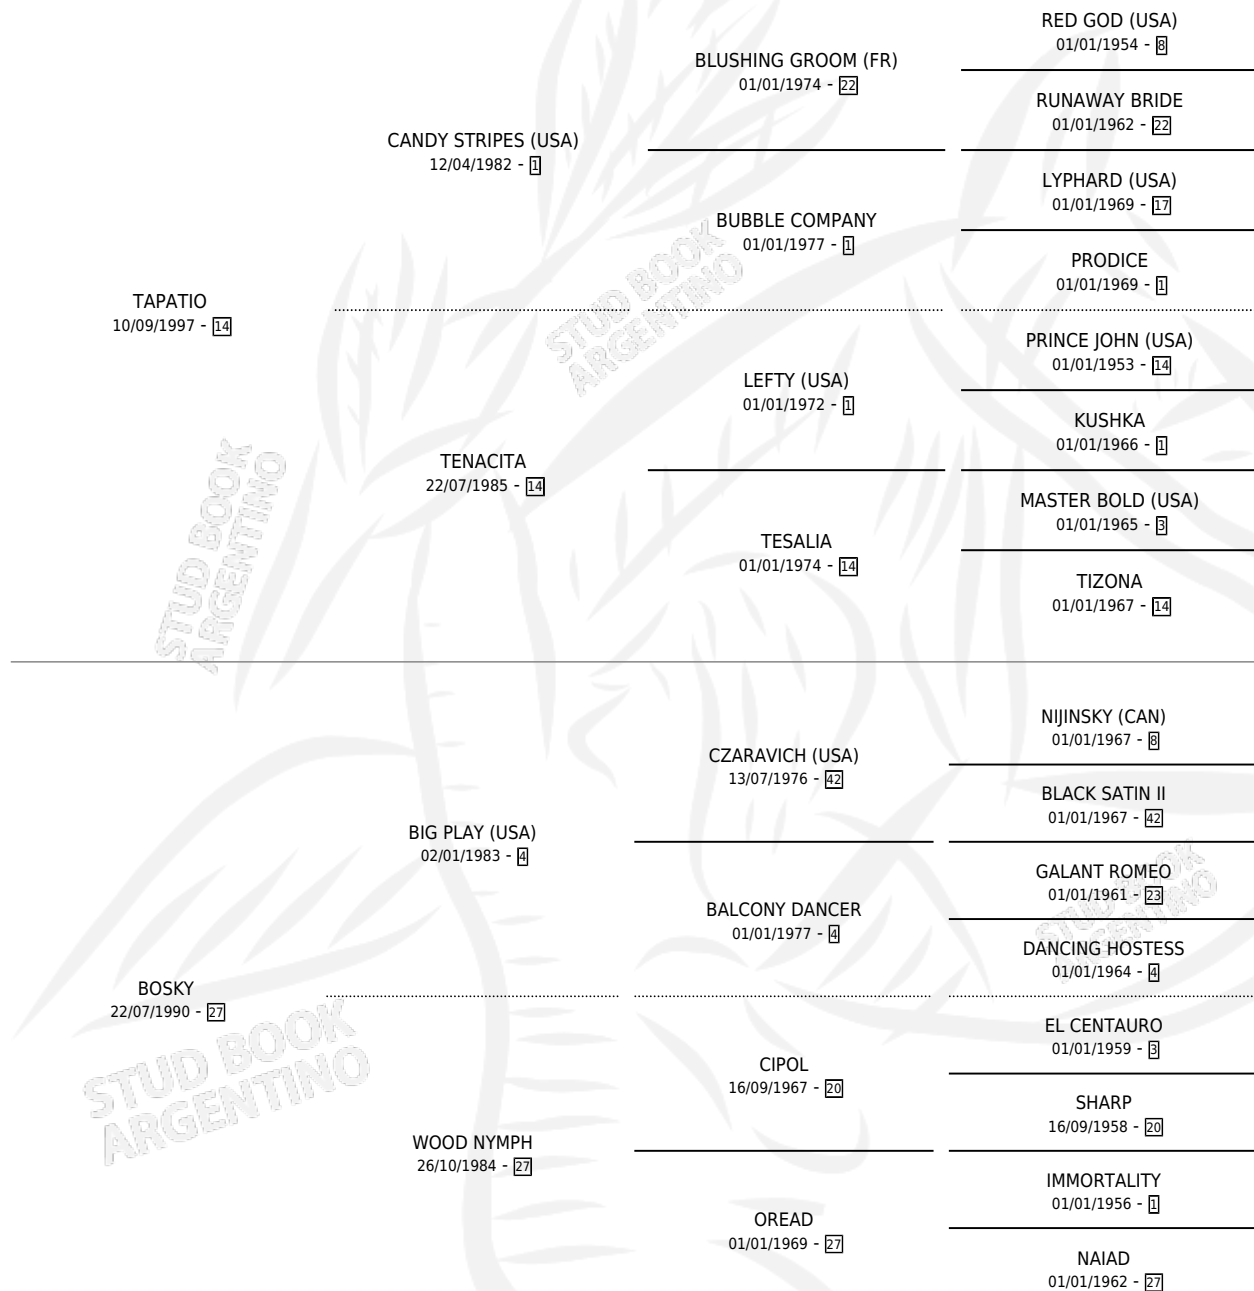 RED GOD (USA)
01/01/1954 - 8
BLUSHING GROOM (FR)
01/01/1974 - 22
RUNAWAY BRIDE
01/01/1962 - 22
CANDY STRIPES (USA)
12/04/1982 - 1
LYPHARD (USA)
01/01/1969 - 17
BUBBLE COMPANY
01/01/1977 - 1
PRODICE
01/01/1969 - 1
TAPATIO
10/09/1997 - 14
STUD BOOK
ARGENTINO
PRINCE JOHN (USA)
01/01/1953 - 14
LEFTY (USA)
01/01/1972 - 1
KUSHKA
01/01/1966 - 1
TENACITA
22/07/1985 - 14
MASTER BOLD (USA)
01/01/1965 - 3
TESALIA
01/01/1974 - 14
TIZONA
01/01/1967 - 14
STUD BOOK
ARGENTINO
NIJINSKY (CAN)
01/01/1967 - 8
CZARAVICH (USA)
13/07/1976 - 42
BLACK SATIN II
01/01/1967 - 42
BIG PLAY (USA)
02/01/1983 - 4
GALANT ROMEO
01/01/1961 - 23
BALCONY DANCER
01/01/1977 - 4
DANCING HOSTESS
01/01/1964 - 4
STUD BOOK
ARGENTINO
BOSKY
22/07/1990 - 27
EL CENTAURO
01/01/1959 - 3
CIPOL
16/09/1967 - 20
SHARP
16/09/1958 - 20
STUD BOOK
ARGENTINO
WOOD NYMPH
26/10/1984 - 27
IMMORTALITY
01/01/1956 - 1
OREAD
01/01/1969 - 27
NAIAD
01/01/1962 - 27